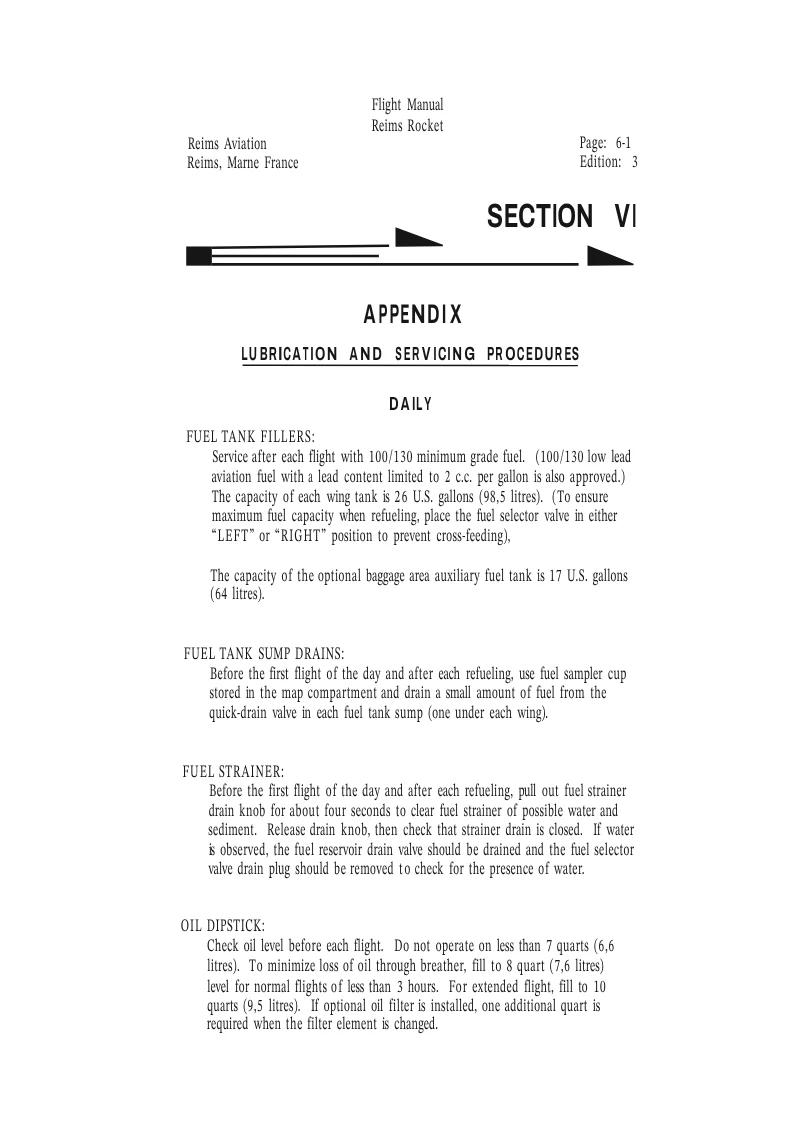 Flight Manual
Reims Rocket
Reims Aviation
Page: 6-1
Reims, Marne France
Edition: 3
SECTION VI
APPENDIX
LUBRICATION AND SERVICING PROCEDURES
DAILY
FUEL TANK FILLERS:
Service after each flight with 100/130 minimum grade fuel. (100/130 low lead
aviation fuel with a lead content limited to 2 c.c. per gallon is also approved.)
The capacity of each wing tank is 26 U.S. gallons (98,5 litres). (To ensure
maximum fuel capacity when refueling, place the fuel selector valve in either
“LEFT” or “RIGHT” position to prevent cross-feeding),
The capacity of the optional baggage area auxiliary fuel tank is 17 U.S. gallons
(64 litres).
FUEL TANK SUMP DRAINS:
Before the first flight of the day and after each refueling, use fuel sampler cup
stored in the map compartment and drain a small amount of fuel from the
quick-drain valve in each fuel tank sump (one under each wing).
FUEL STRAINER:
Before the first flight of the day and after each refueling, pull out fuel strainer
drain knob for about four seconds to clear fuel strainer of possible water and
sediment. Release drain knob, then check that strainer drain is closed. If water
is observed, the fuel reservoir drain valve should be drained and the fuel selector
valve drain plug should be removed to check for the presence of water.
OIL DIPSTICK:
Check oil level before each flight. Do not operate on less than 7 quarts (6,6
litres). To minimize loss of oil through breather, fill to 8 quart (7,6 litres)
level for normal flights of less than 3 hours. For extended flight, fill to 10
quarts (9,5 litres). If optional oil filter is installed, one additional quart is
required when the filter element is changed.